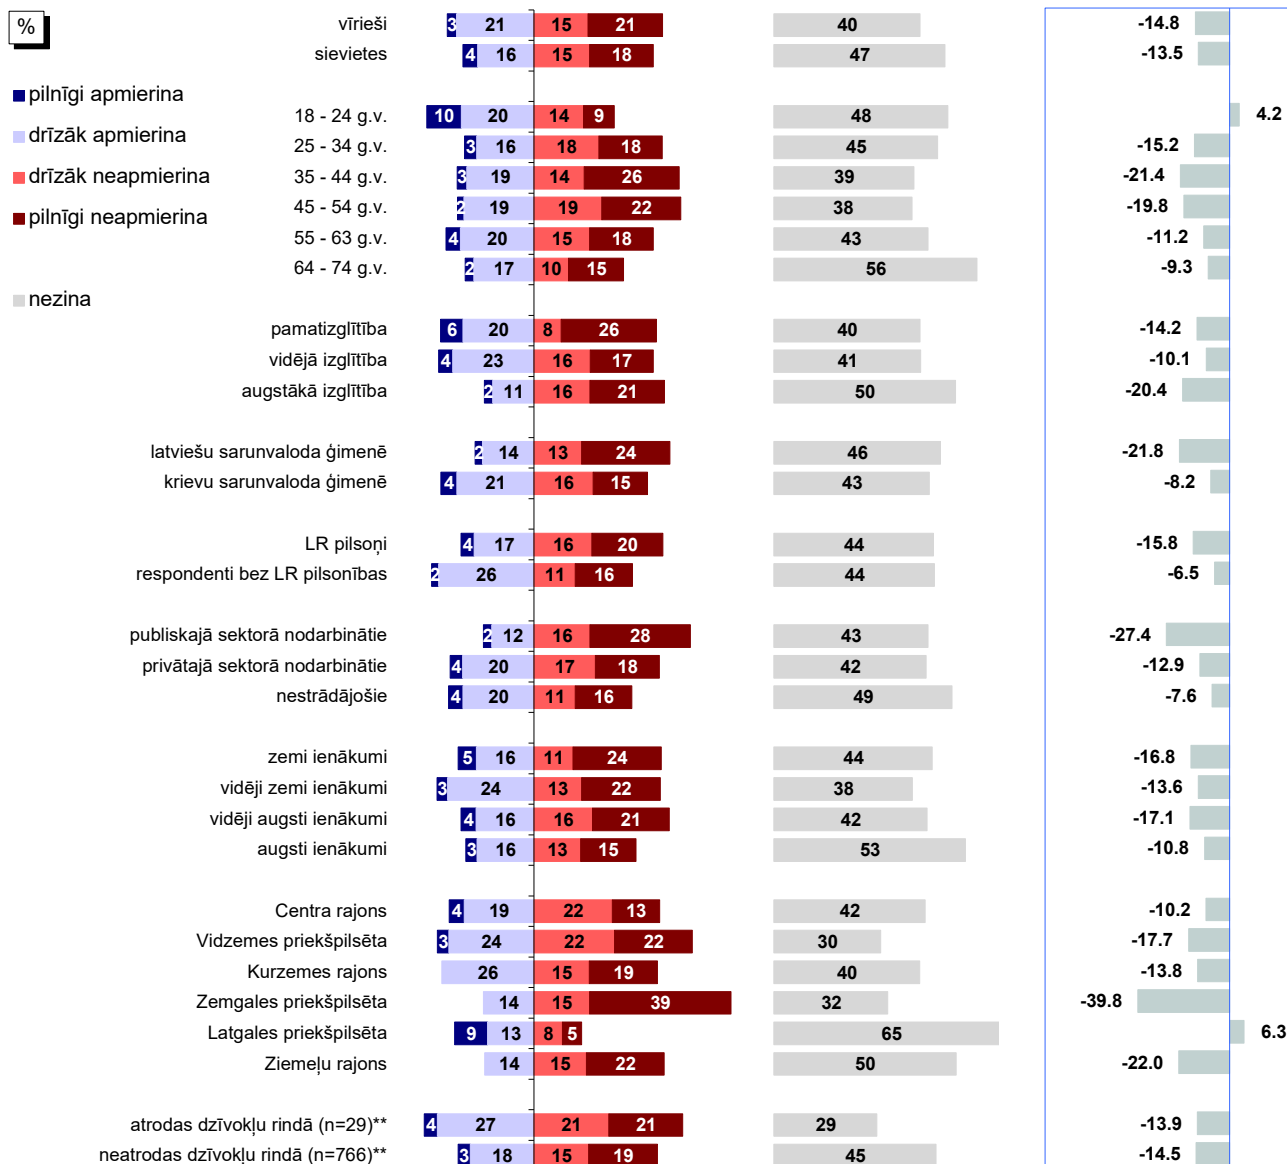 %
pilnīgi apmierina
drīzāk apmierina
drīzāk neapmierina
pilnīgi neapmierina
nezina
vīrieši 3 21 15 21 40 -14.8
sievietes 4 16 15 18 47 -13.5
18 - 24 g.v. 10 20 14 9 48 4.2
25 - 34 g.v. 3 16 18 18 45 -15.2
35 - 44 g.v. 3 19 14 26 39 -21.4
45 - 54 g.v. 2 19 19 22 38 -19.8
55 - 63 g.v. 4 20 15 18 43 -11.2
64 - 74 g.v. 2 17 10 15 56 -9.3
pamatizglītība 6 20 8 26 40 -14.2
vidējā izglītība 4 23 16 17 41 -10.1
augstākā izglītība 2 11 16 21 50 -20.4
latviešu sarunvaloda ģimenē 2 14 13 24 46 -21.8
krievu sarunvaloda ģimenē 4 21 16 15 43 -8.2
LR pilsoņi 4 17 16 20 44 -15.8
respondenti bez LR pilsonības 2 26 11 16 44 -6.5
publiskajā sektorā nodarbinātie 2 12 16 28 43 -27.4
privātajā sektorā nodarbinātie 4 20 17 18 42 -12.9
nestrādājošie 4 20 11 16 49 -7.6
zemi ienākumi 5 16 11 24 44 -16.8
vidēji zemi ienākumi 3 24 13 22 38 -13.6
vidēji augsti ienākumi 4 16 16 21 42 -17.1
augsti ienākumi 3 16 13 15 53 -10.8
Centra rajons 4 19 22 13 42 -10.2
Vidzemes priekšpilsēta 3 24 22 22 30 -17.7
Kurzemes rajons 26 15 19 40 -13.8
Zemgales priekšpilsēta 14 15 39 32 -39.8
Latgales priekšpilsēta 9 13 8 5 65 6.3
Ziemeļu rajons 14 15 22 50 -22.0
atrodas dzīvokļu rindā (n=29)** 4 27 21 21 29 -13.9
neatrodas dzīvokļu rindā (n=766)** 3 18 15 19 45 -14.5